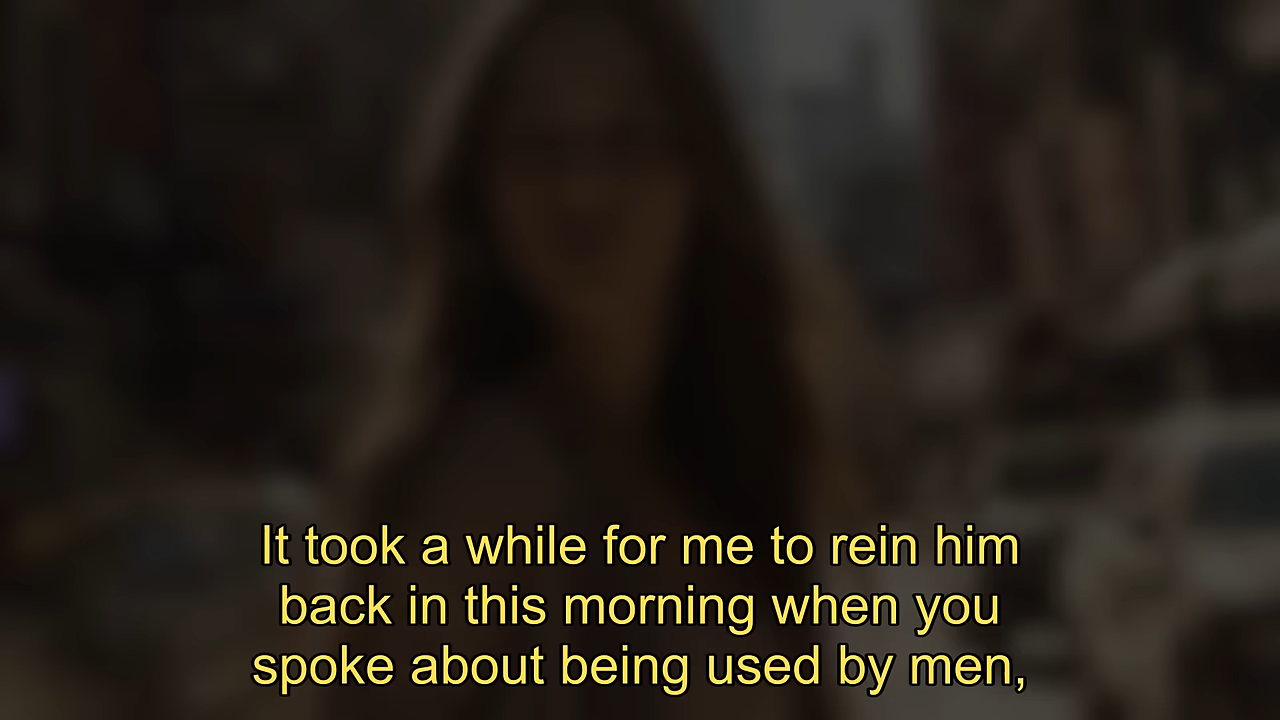 It took a while for me to rein him
back in this morning when you
spoke about being used by men,